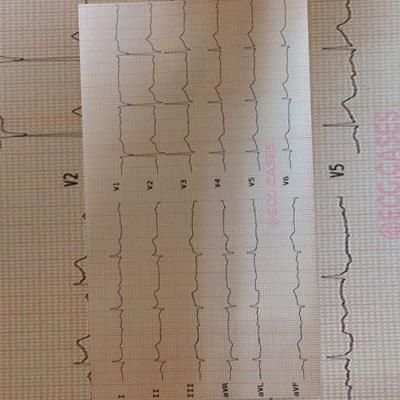 V1
V2
V3
V4
V5
V6
I
II
III
aVR
aVL
aVF
V2
V5
@ECG.CASES
@ECG.CASES